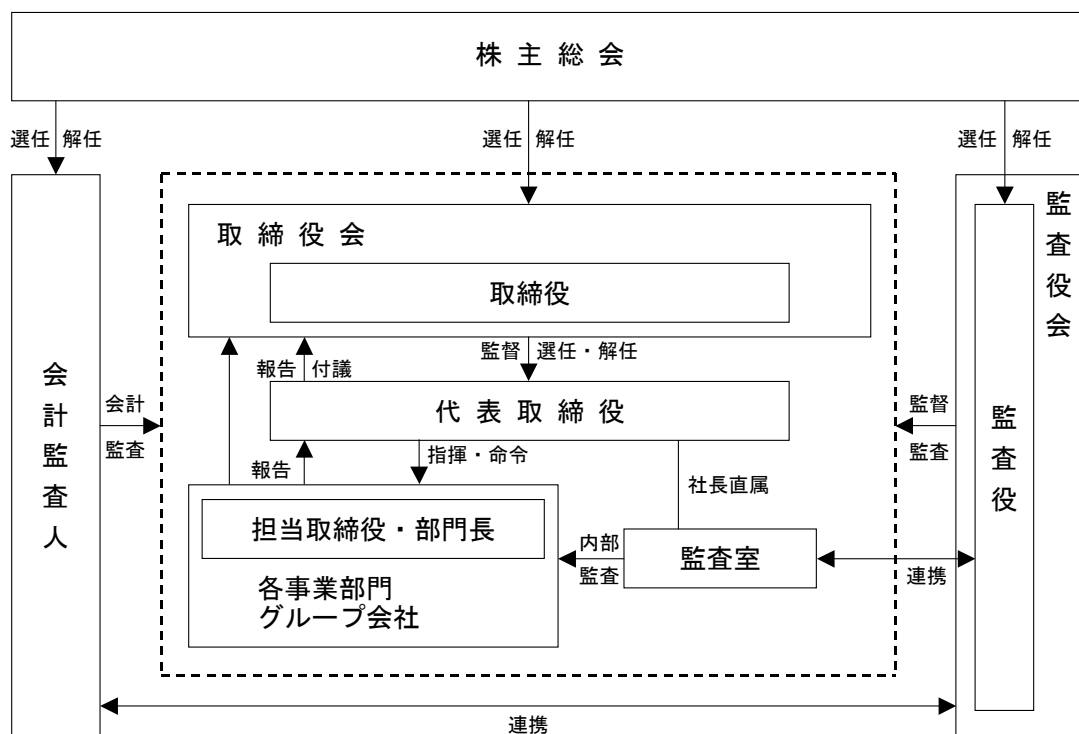 株主総会
選任 解任
選任 解任
選任 解任
会計監査人
取締役会
取締役
監督 選任・解任
報告 付議
代表取締役
会計
監査
監督
監査
監査役会
監査役
指揮・命令
報告
社長直属
担当取締役・部門長
各事業部門
グループ会社
内部
監査
監査室
連携
連携